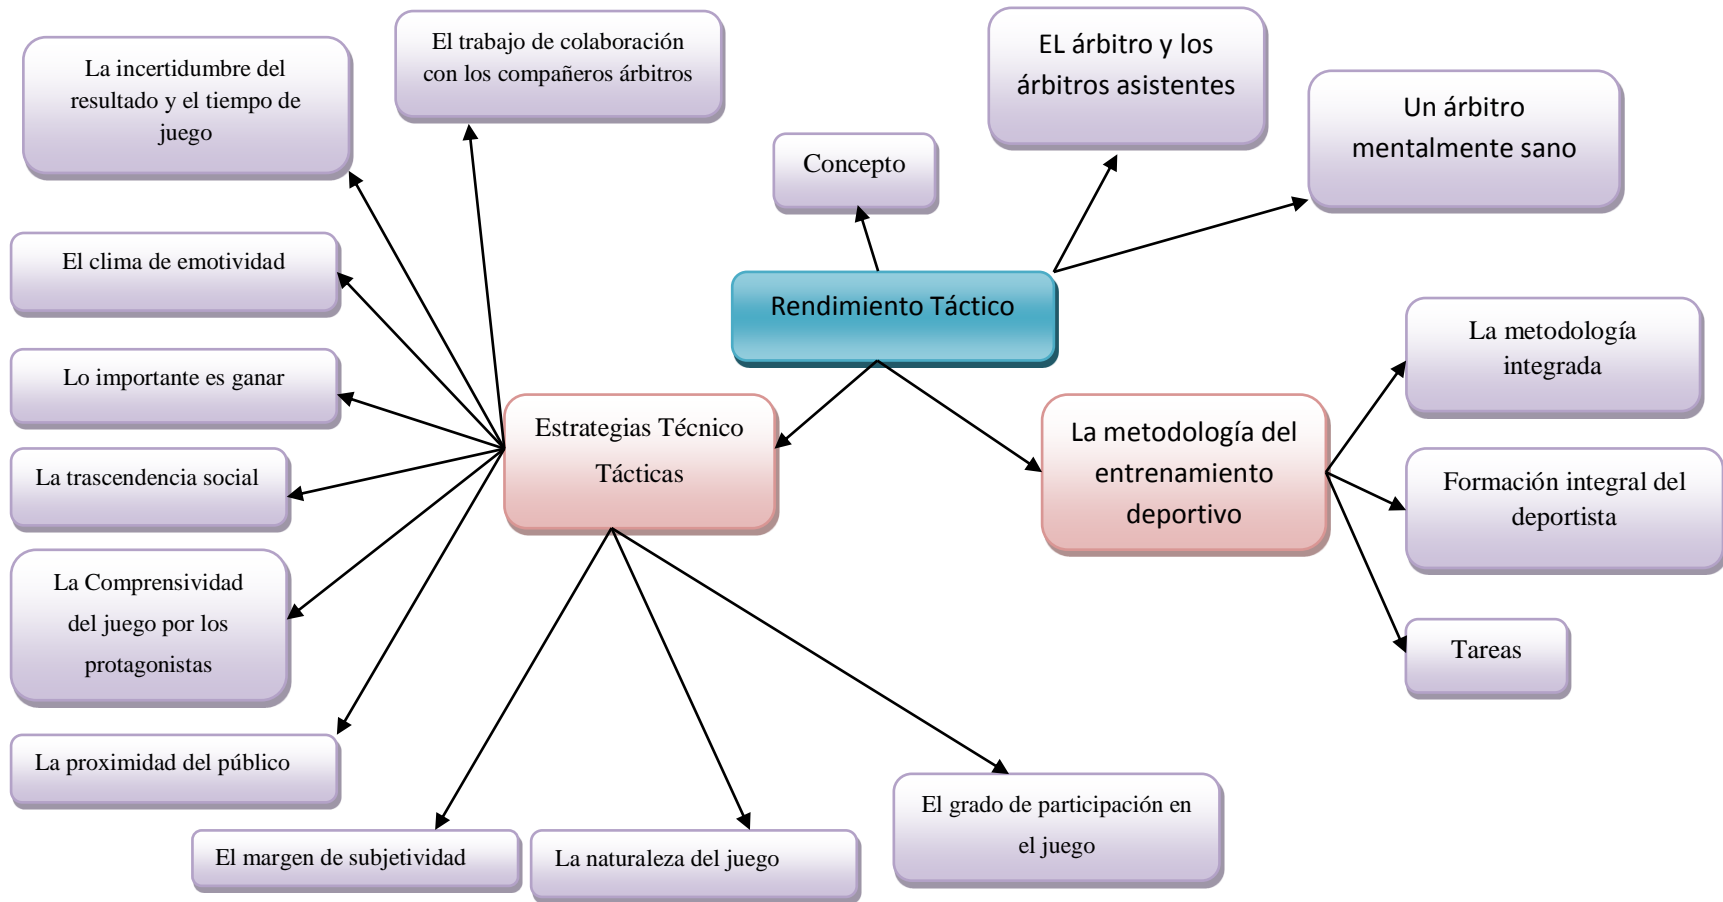 El trabajo de colaboración
con los compañeros árbitros
EL árbitro y los
árbitros asistentes
La incertidumbre del
resultado y el tiempo de
juego
Un árbitro
mentalmente sano
Concepto
El clima de emotividad
Rendimiento Táctico
La metodología
integrada
Lo importante es ganar
Estrategias Técnico
Tácticas
La metodología del
entrenamiento
deportivo
La trascendencia social
Formación integral del
deportista
La Comprensividad
del juego por los
protagonistas
Tareas
La proximidad del público
El grado de participación en
el juego
El margen de subjetividad
La naturaleza del juego